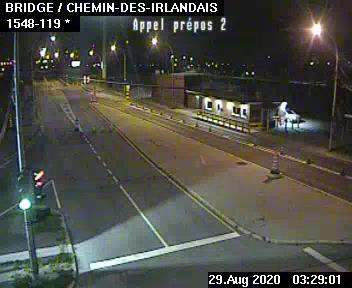 BRIDGE / CHEMIN-DES-IRLANDAIS
1548-119 *
Appel prépos 2
29.Aug 2020 03:29:01